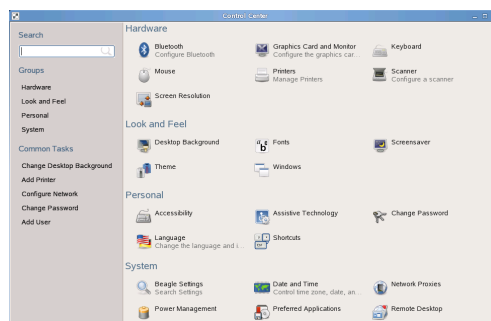 Control Center
Search
Groups
Hardware
Look and Feel
Personal
System
Common Tasks
Change Desktop Background
Add Printer
Configure Network
Change Password
Add User
Hardware
Bluetooth
Configure Bluetooth
Graphics Card and Monitor
Configure the graphics car...
Keyboard
Mouse
Printers
Manage Printers
Scanner
Configure a scanner
Screen Resolution
Look and Feel
Desktop Background
Fonts
Screensaver
Theme
Windows
Personal
Accessibility
Assistive Technology
Change Password
Language
Change the language and i...
Shortcuts
System
Beagle Settings
Search Settings
Date and Time
Control time zone, date, an...
Network Proxies
Power Management
Preferred Applications
Remote Desktop